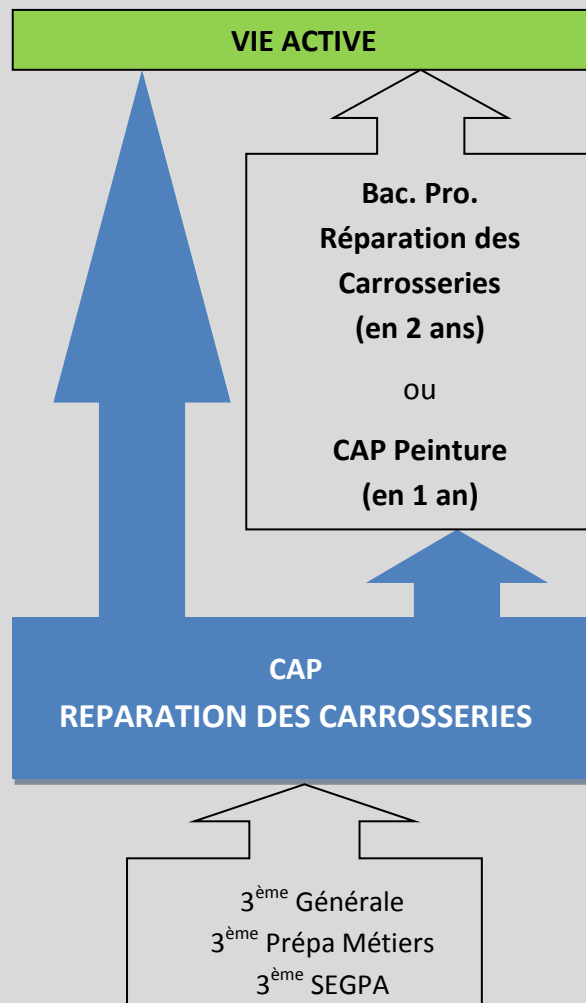 VIE ACTIVE
Bac. Pro.
Réparation des
Carrosseries
(en 2 ans)
ou
CAP Peinture
(en 1 an)
CAP
REPARATION DES CARROSSERIES
3ème Générale
3ème Prépa Métiers
3ème SEGPA